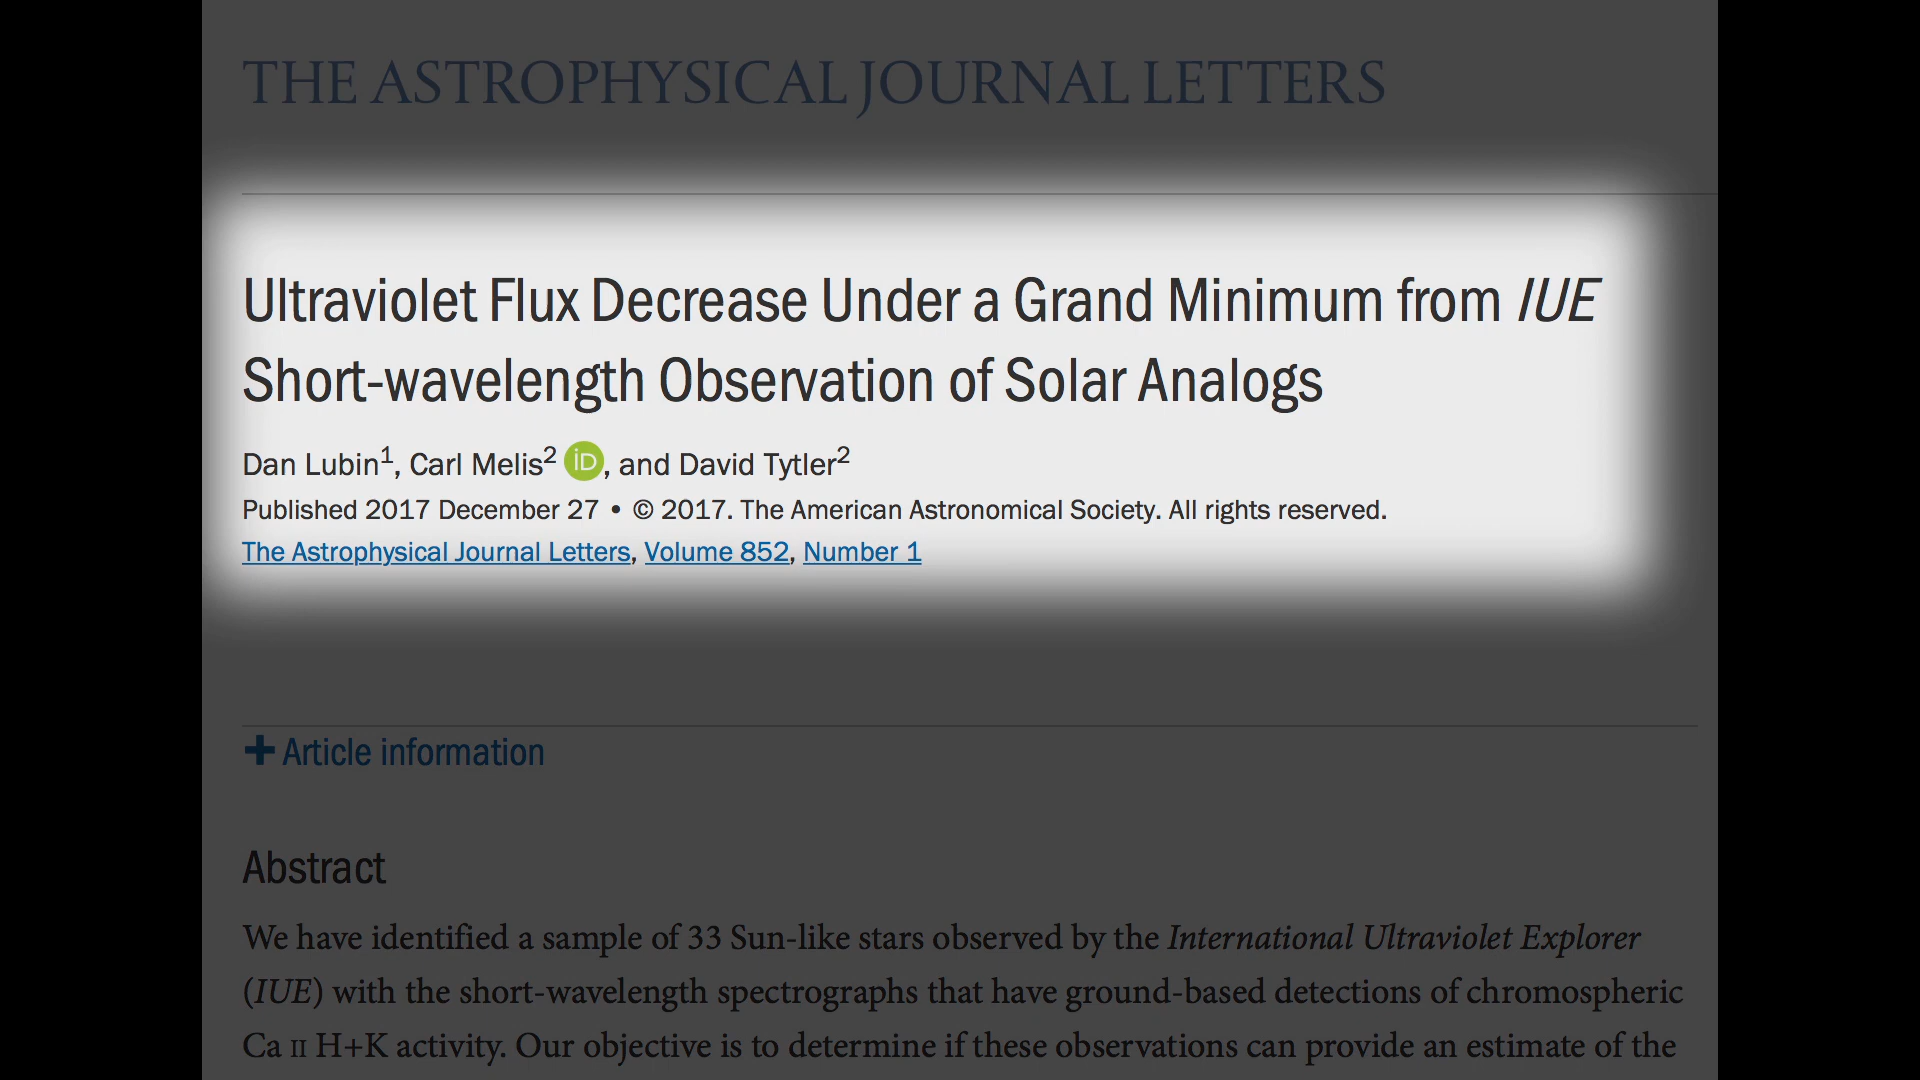 THE ASTROPHYSICAL JOURNAL LETTERS
Ultraviolet Flux Decrease Under a Grand Minimum from IUE
Short-wavelength Observation of Solar Analogs
Dan Lubin1, Carl Melis2 iD, and David Tytler2
Published 2017 December 27 • © 2017. The American Astronomical Society. All rights reserved.
The Astrophysical Journal Letters, Volume 852, Number 1
+ Article information
Abstract
We have identified a sample of 33 Sun-like stars observed by the International Ultraviolet Explorer
(IUE) with the short-wavelength spectrographs that have ground-based detections of chromospheric
Ca II H+K activity. Our objective is to determine if these observations can provide an estimate of the